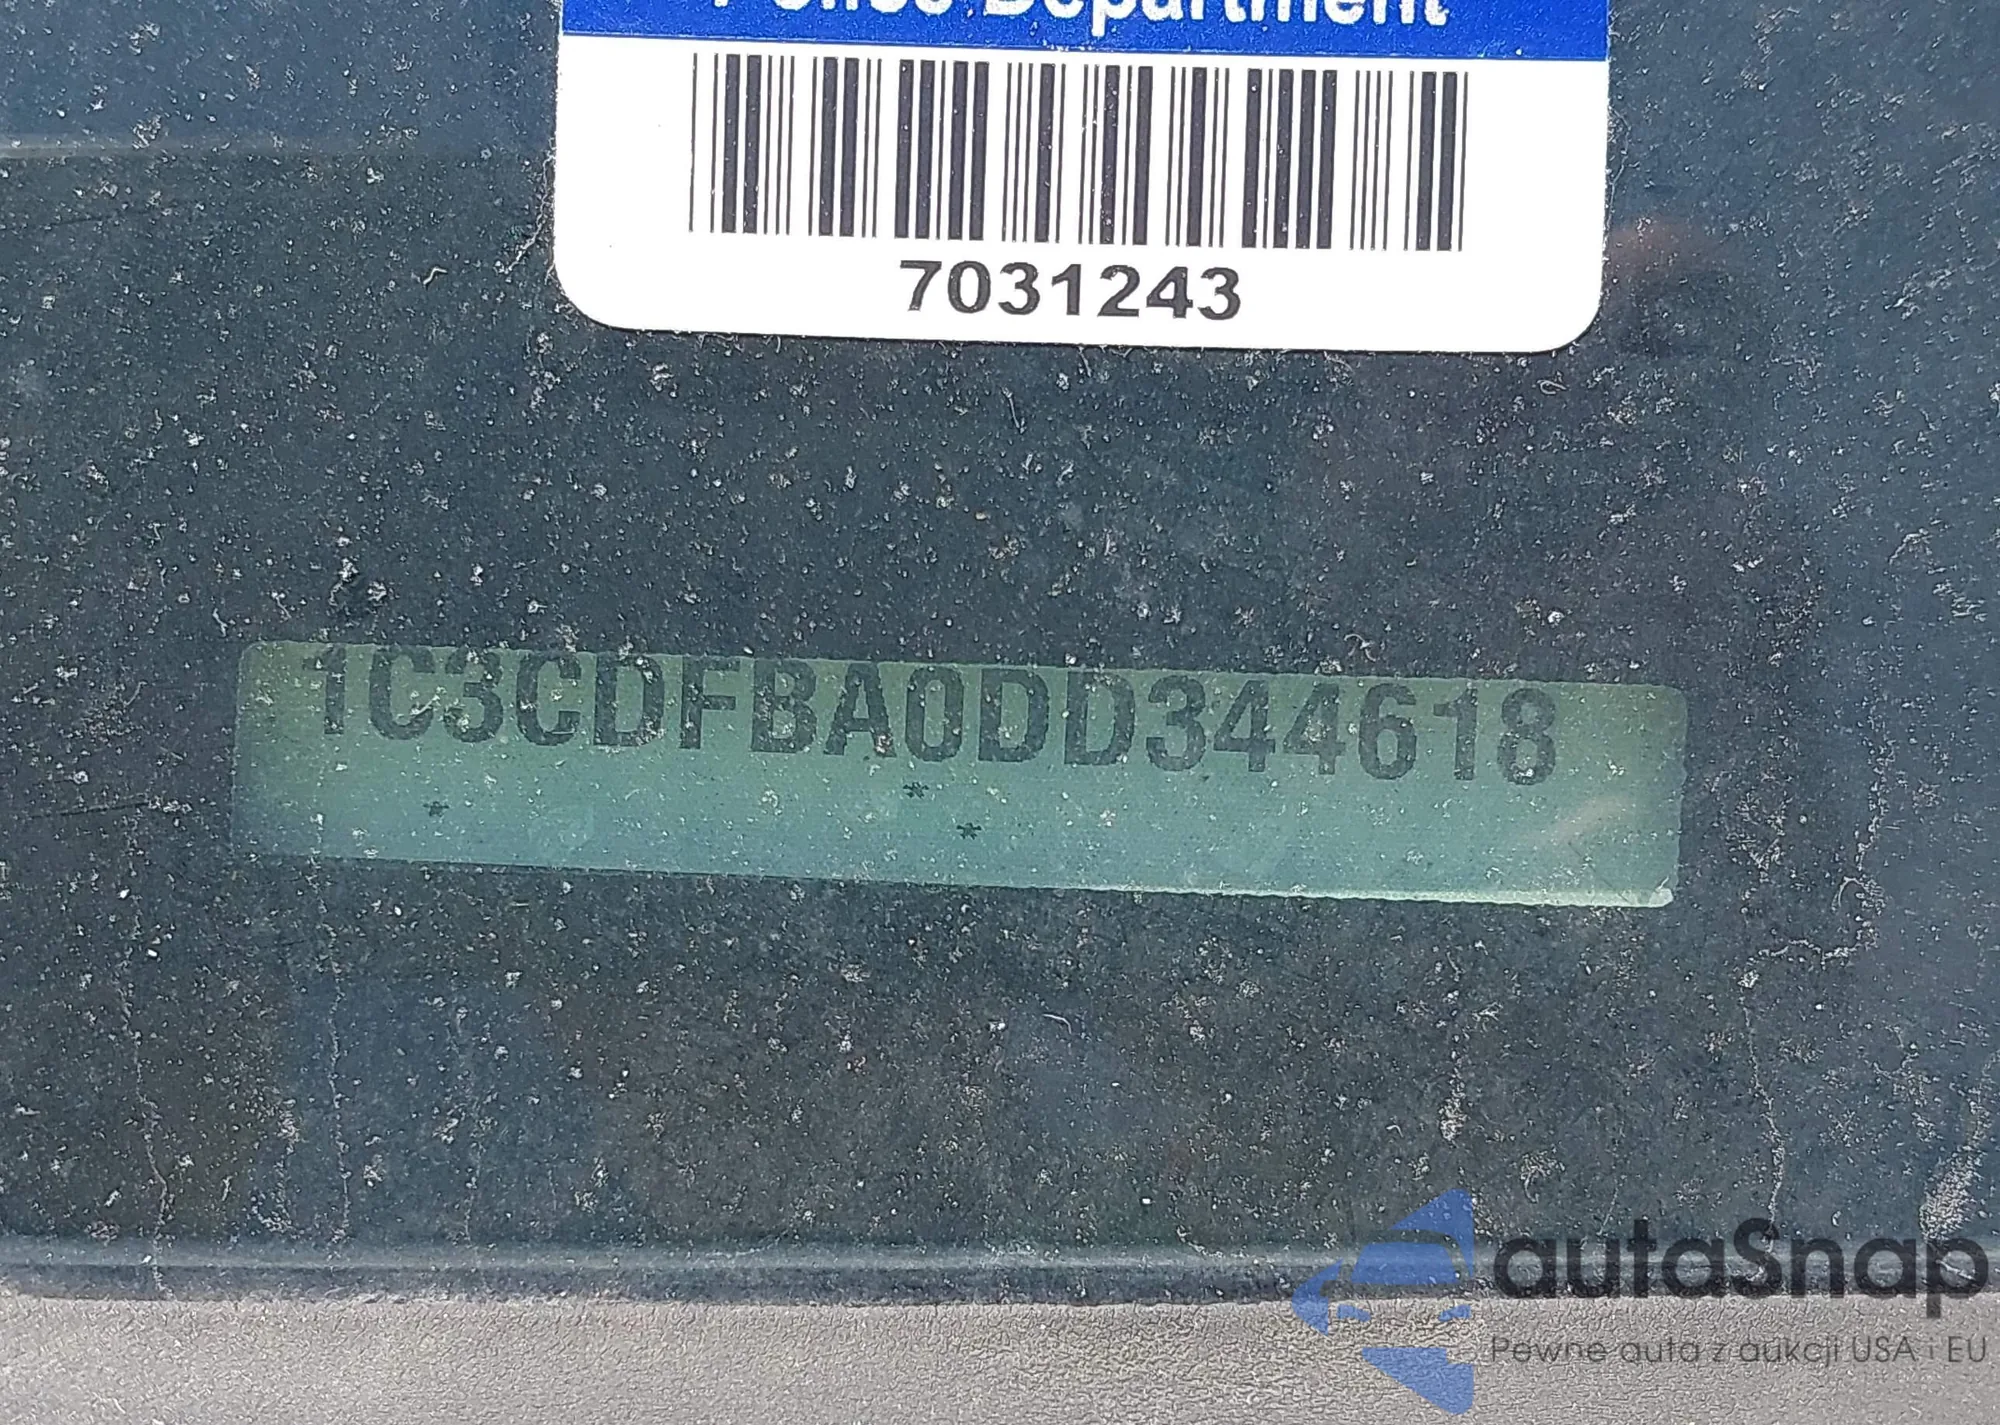 Police Department
7031243
1C3CDFBA0DD344618
* * *
autaSnap
Pewne auta z aukcji USA i EU